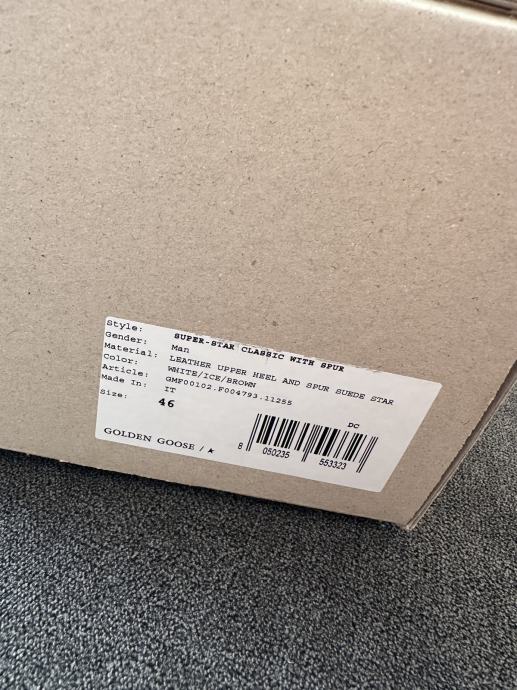 Style: SUPER-STAR CLASSIC WITH SPUR
Gender: Man
Material: LEATHER UPPER HEEL AND SPUR SUEDE STAR
Color: WHITE/ICE/BROWN
Article: GMF00102.F004793.11255
Made In: IT
Size: 46
DC
GOLDEN GOOSE / ★
8 050235 553323